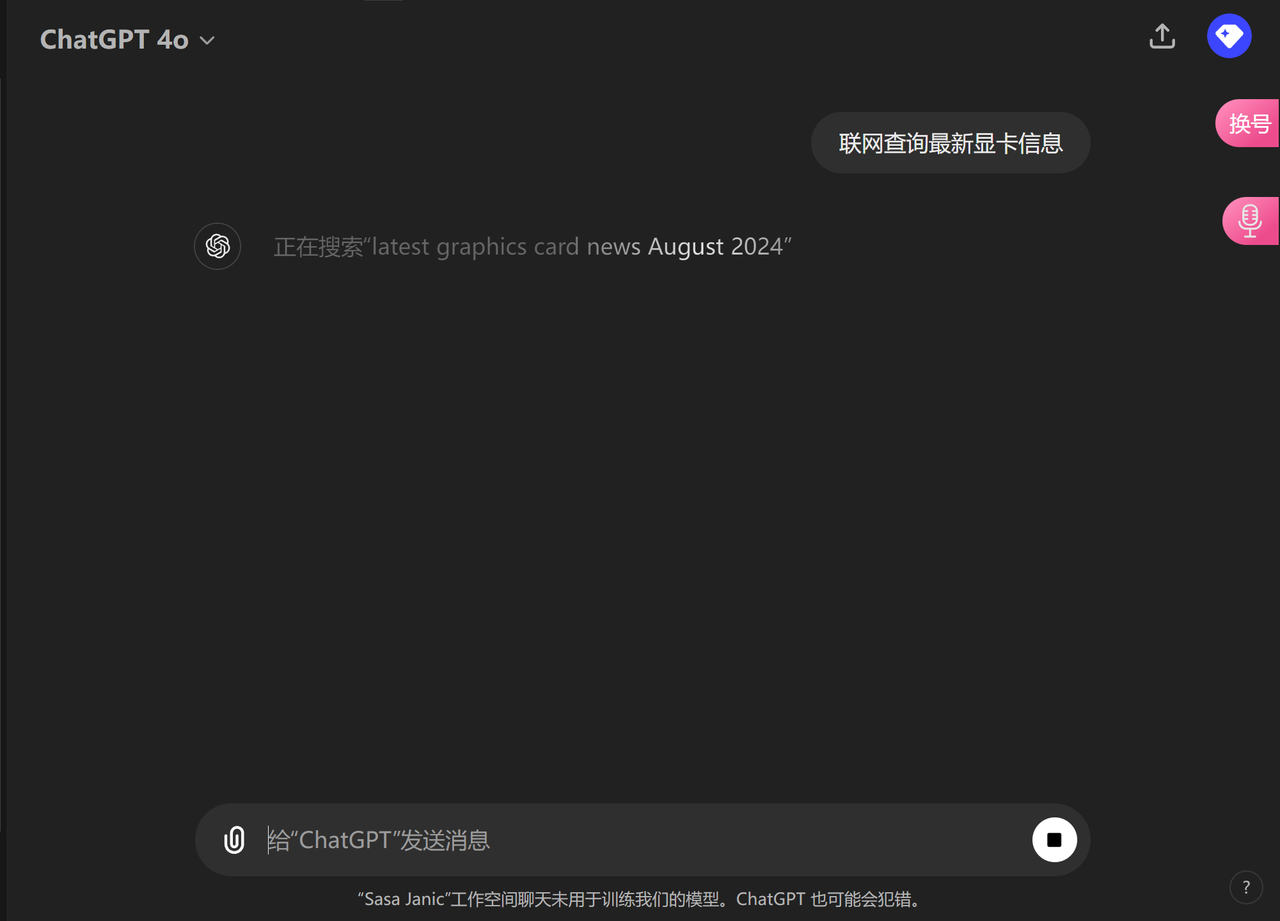 ChatGPT 4o
换号
联网查询最新显卡信息
正在搜索“latest graphics card news August 2024”
给“ChatGPT”发送消息
“Sasa Janic”工作空间聊天未用于训练我们的模型。ChatGPT 也可能会犯错。
?